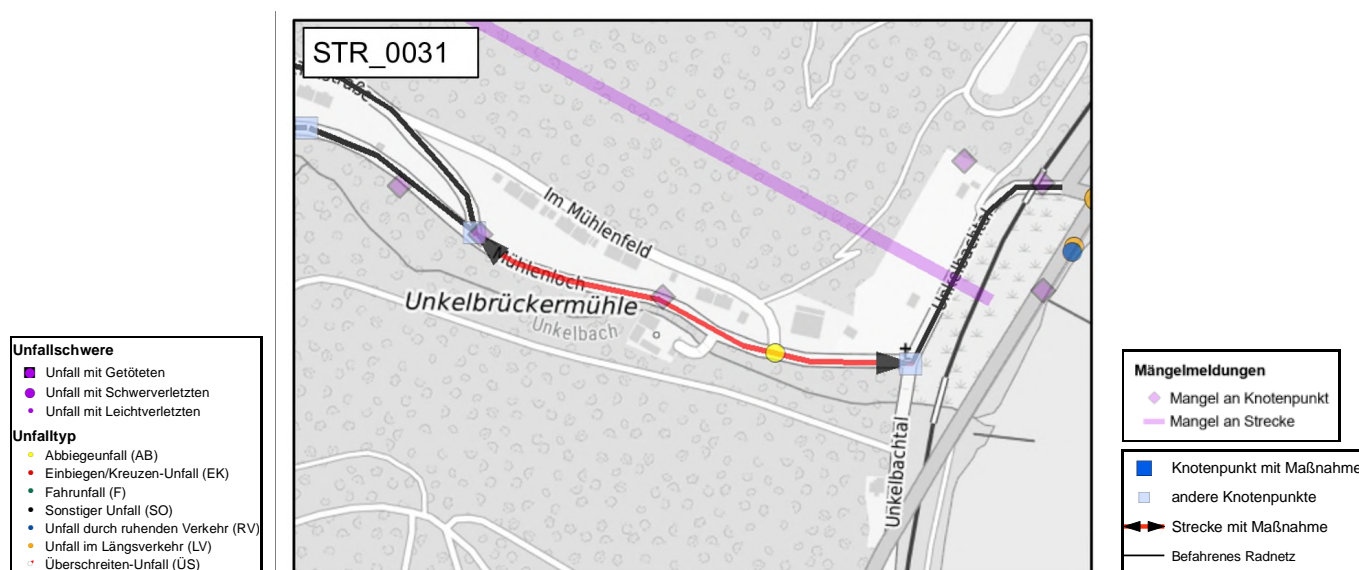 STR_0031
Im Mühlenfeld
Mühlenloch
Unkelbrückermühle
Unkelbach
Unkelbachtal
Unkelbachtal
Unfallschwere
Unfall mit Getöteten
Unfall mit Schwerverletzten
Unfall mit Leichtverletzten
Unfalltyp
Abbiegeunfall (AB)
Einbiegen/Kreuzen-Unfall (EK)
Fahrunfall (F)
Sonstiger Unfall (SO)
Unfall durch ruhenden Verkehr (RV)
Unfall im Längsverkehr (LV)
Überschreiten-Unfall (ÜS)
Mängelmeldungen
Mangel an Knotenpunkt
Mangel an Strecke
Knotenpunkt mit Maßnahme
andere Knotenpunkte
Strecke mit Maßnahme
Befahrenes Radnetz